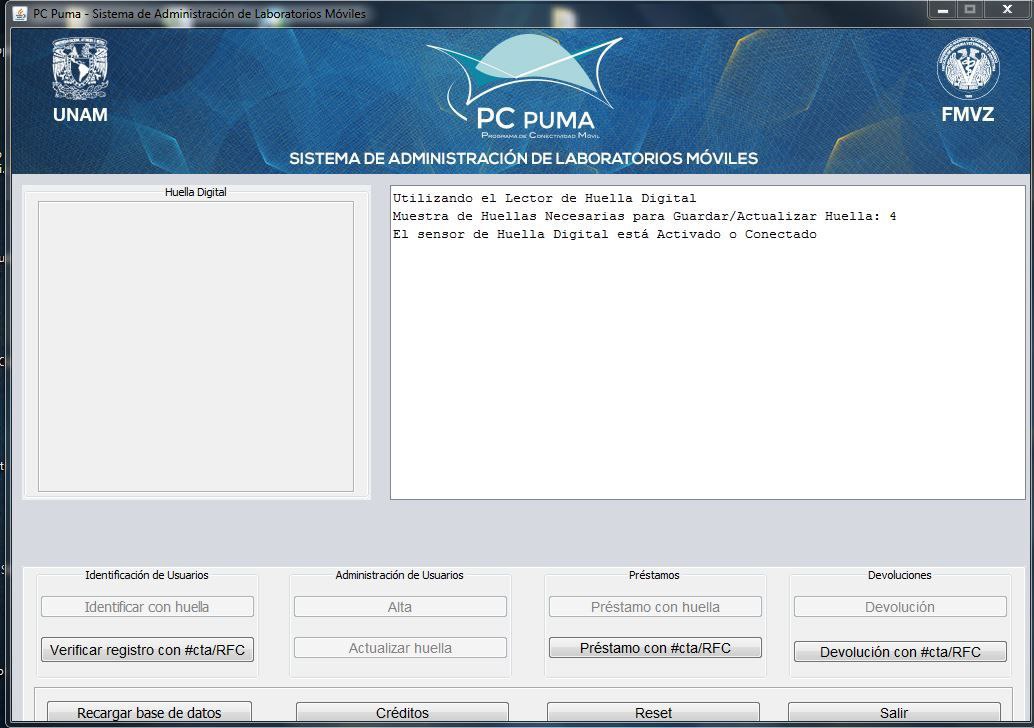 PC Puma - Sistema de Administración de Laboratorios Móviles
UNAM
PC PUMA
PROGRAMA DE CONECTIVIDAD MÓVIL
FMVZ
SISTEMA DE ADMINISTRACIÓN DE LABORATORIOS MÓVILES
Huella Digital
Utilizando el Lector de Huella Digital
Muestra de Huellas Necesarias para Guardar/Actualizar Huella: 4
El sensor de Huella Digital está Activado o Conectado
Identificación de Usuarios
Identificar con huella
Verificar registro con #cta/RFC
Administración de Usuarios
Alta
Actualizar huella
Préstamos
Préstamo con huella
Préstamo con #cta/RFC
Devoluciones
Devolución
Devolución con #cta/RFC
Recargar base de datos
Créditos
Reset
Salir